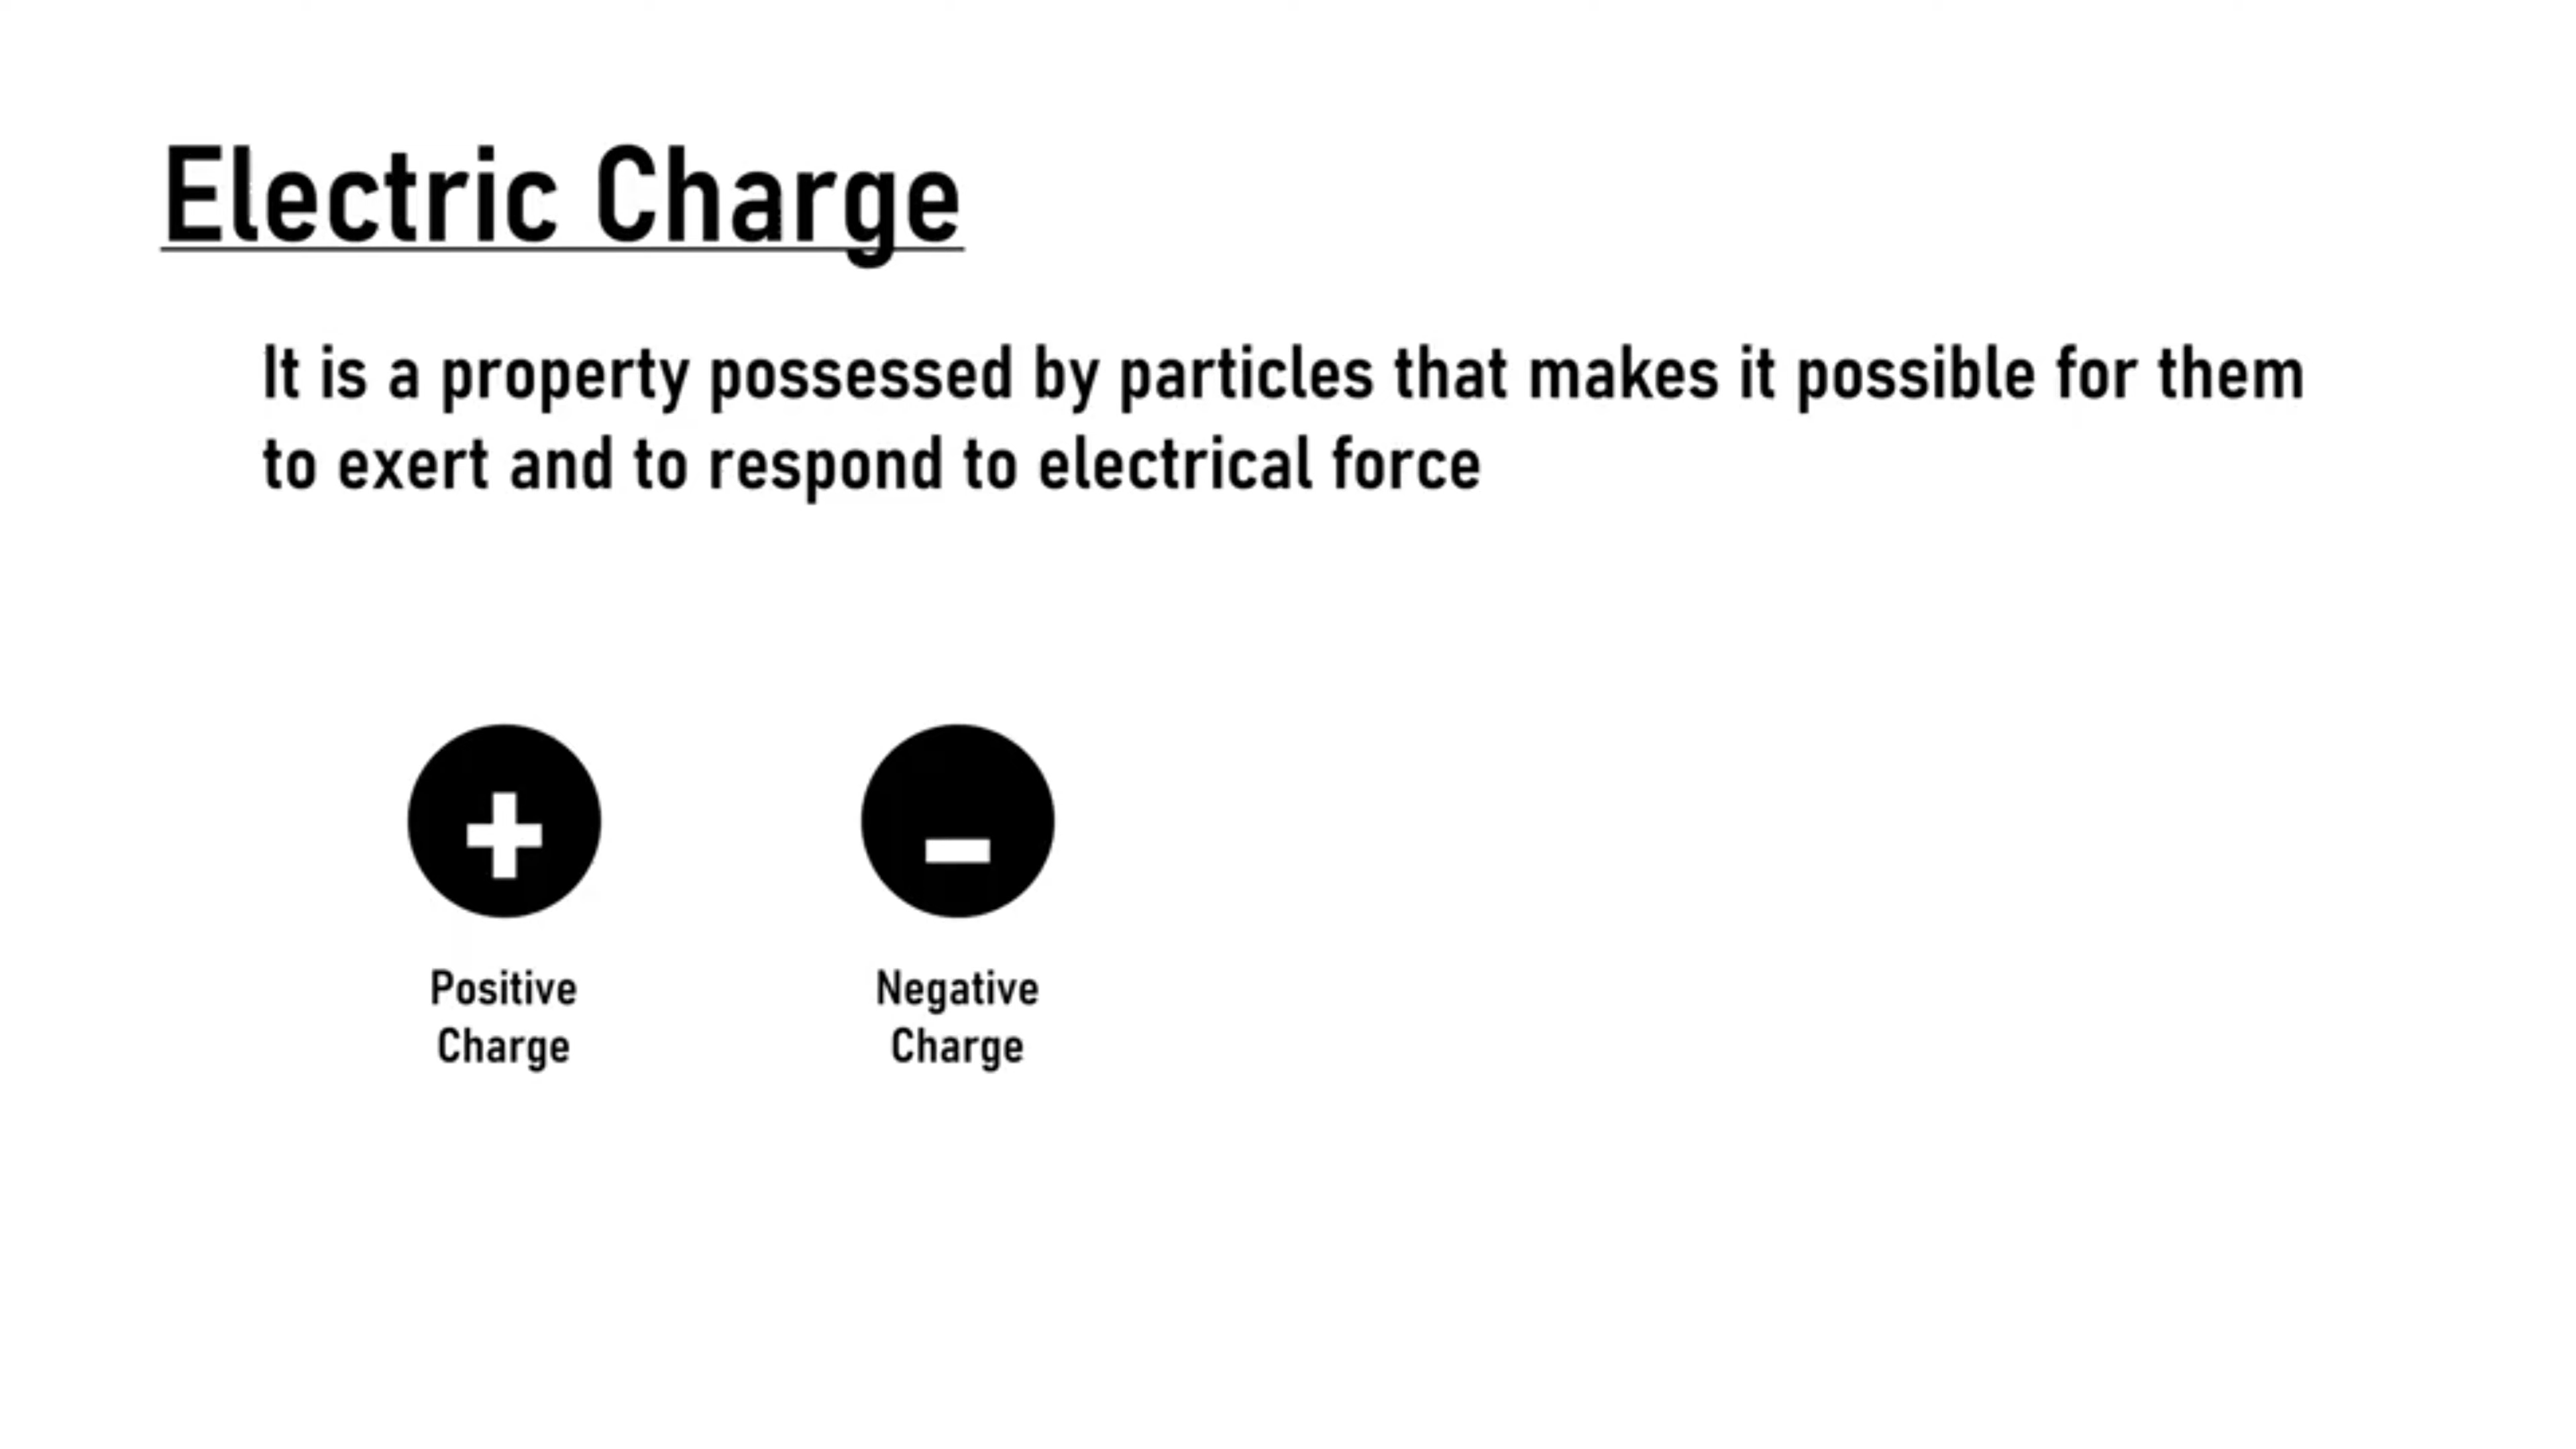 Electric Charge
It is a property possessed by particles that makes it possible for them
to exert and to respond to electrical force
+
-
Positive
Charge
Negative
Charge